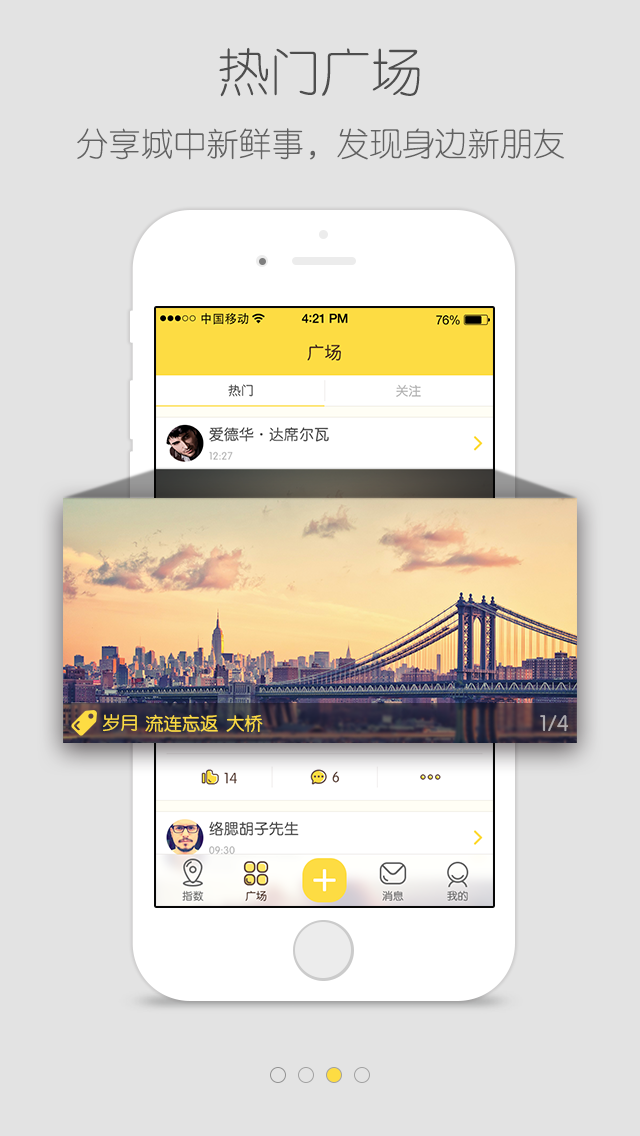 热门广场
分享城中新鲜事，发现身边新朋友
中国移动 4:21 PM 76%
广场
热门 关注
爱德华·达席尔瓦
12:27
岁月 流连忘返 大桥 1/4
14 6
络腮胡子先生
09:30
指数 广场 消息 我的